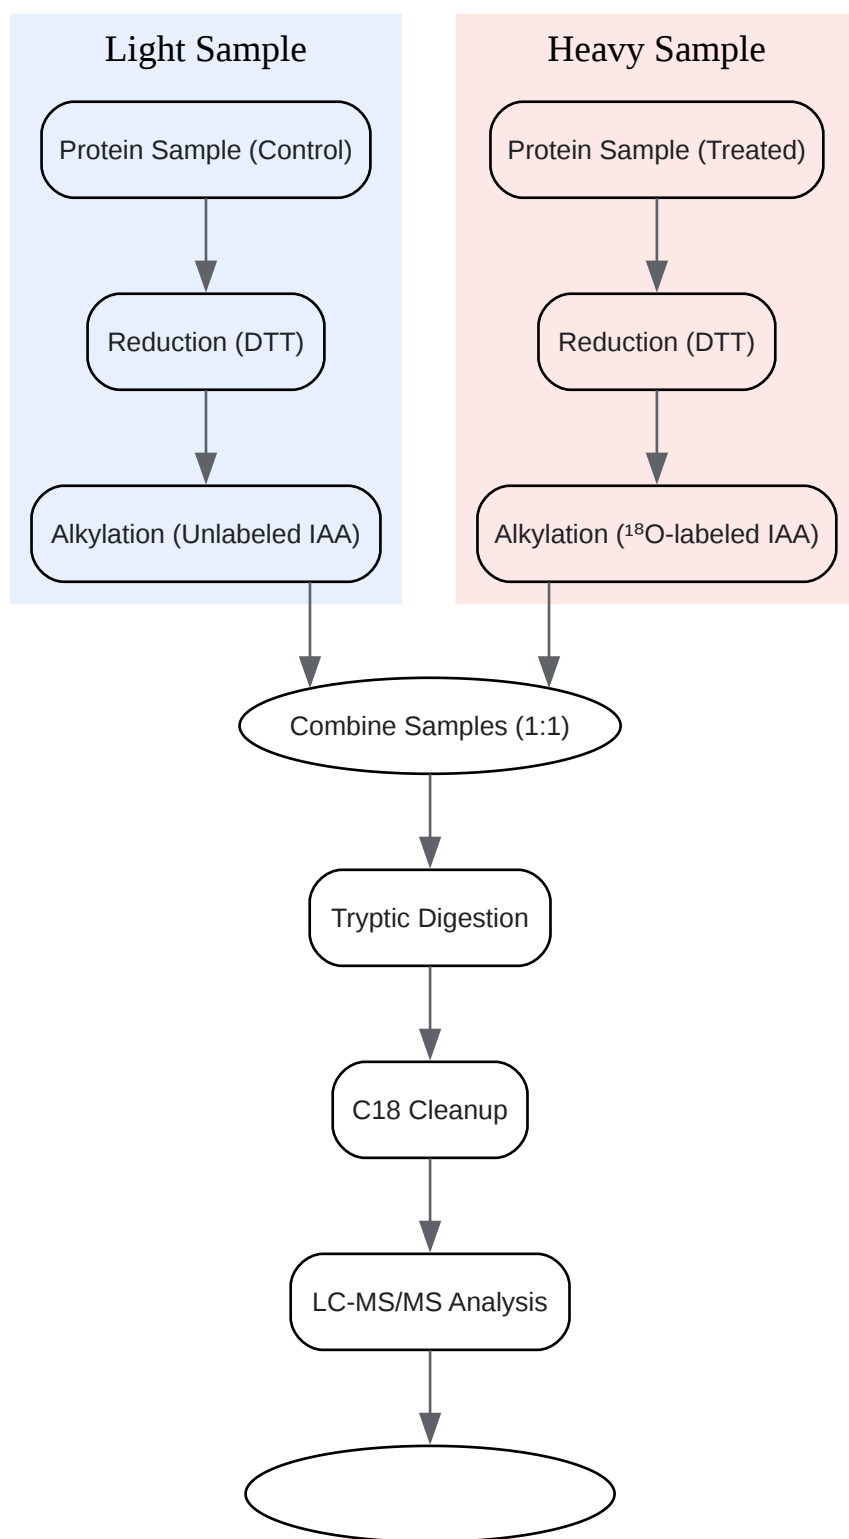 Light Sample
Heavy Sample
Protein Sample (Control)
Protein Sample (Treated)
Reduction (DTT)
Reduction (DTT)
Alkylation (Unlabeled IAA)
Alkylation (¹⁸O-labeled IAA)
Combine Samples (1:1)
Tryptic Digestion
C18 Cleanup
LC-MS/MS Analysis